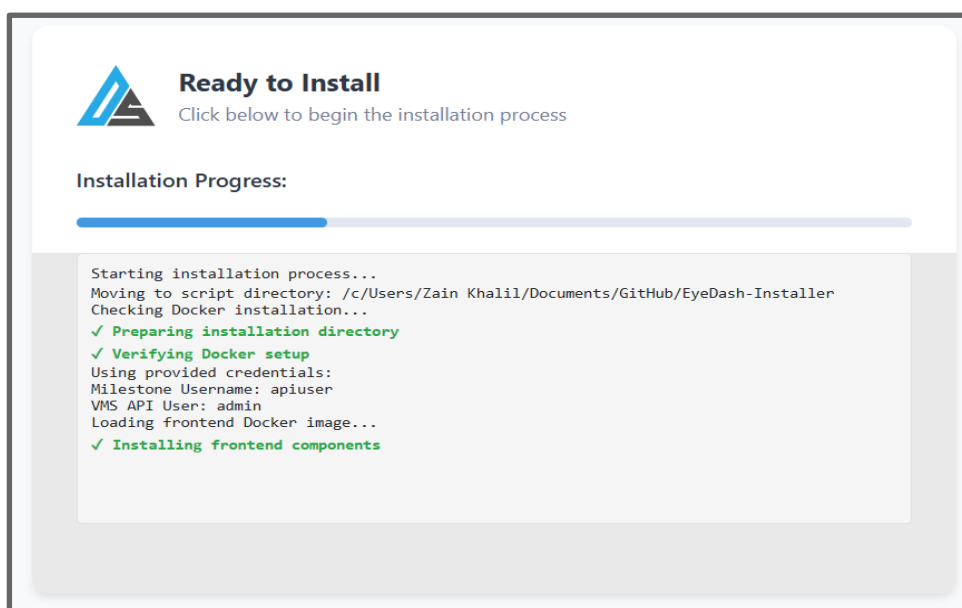 Ready to Install
Click below to begin the installation process
Installation Progress:
Starting installation process...
Moving to script directory: /c/Users/Zain Khalil/Documents/GitHub/EyeDash-Installer
Checking Docker installation...
✓ Preparing installation directory
✓ Verifying Docker setup
Using provided credentials:
Milestone Username: apiuser
VMS API User: admin
Loading frontend Docker image...
✓ Installing frontend components